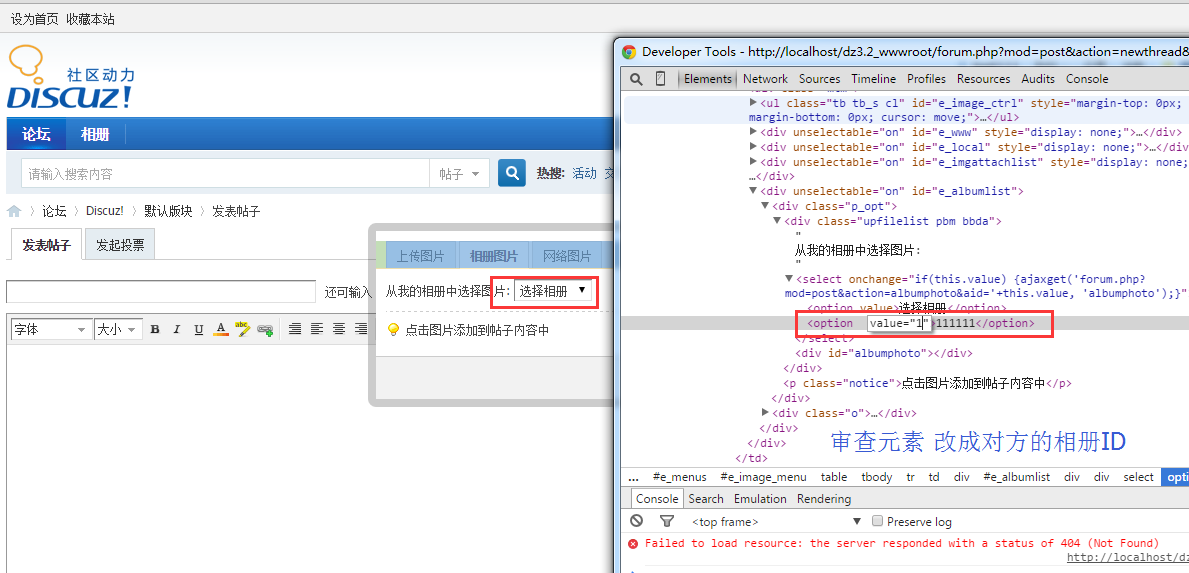 设为首页 收藏本站
社区动力
DISCUZ!
论坛 相册
请输入搜索内容 帖子 热搜: 活动
论坛 Discuz! 默认版块 发表帖子
发表帖子 发起投票
还可输入
字体 大小 B I U A
上传图片 相册图片 网络图片
从我的相册中选择图片: 选择相册
点击图片添加到帖子内容中
Developer Tools - http://localhost/dz3.2_wwwroot/forum.php?mod=post&action=newthread&
Elements Network Sources Timeline Profiles Resources Audits Console
▶<ul class="tb tb_s cl" id="e_image_ctrl" style="margin-top: 0px;
margin-bottom: 0px; cursor: move;">…</ul>
▶<div unselectable="on" id="e_www" style="display: none;">…</div>
▶<div unselectable="on" id="e_local" style="display: none;">…</div>
▶<div unselectable="on" id="e_imgattachlist" style="display: none;
…</div>
▼<div unselectable="on" id="e_albumlist">
▼<div class="p_opt">
▼<div class="upfilelist pbm bbda">
"
从我的相册中选择图片:
"
▼<select onchange="if(this.value) {ajaxget('forum.php?
mod=post&action=albumphoto&aid='+this.value, 'albumphoto');}"
<option value>选择相册</option>
<option value="1">111111</option>
</select>
<div id="albumphoto"></div>
</div>
<p class="notice">点击图片添加到帖子内容中</p>
</div>
▶<div class="o">…</div>
</div>
</div>
</td>
审查元素 改成对方的相册ID
... #e_menus #e_image_menu table tbody tr td div #e_albumlist div div select opti
Console Search Emulation Rendering
<top frame> ▼ Preserve log
Failed to load resource: the server responded with a status of 404 (Not Found)
http://localhost/dz